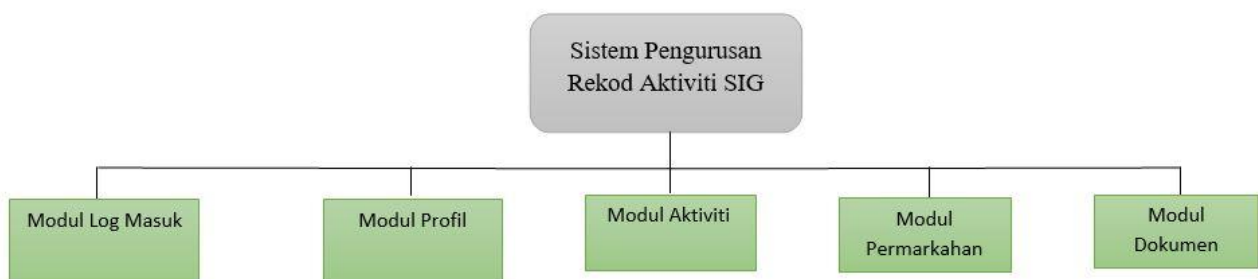 Sistem Pengurusan
Rekod Aktiviti SIG
Modul Log Masuk
Modul Profil
Modul Aktiviti
Modul
Permarkahan
Modul
Dokumen